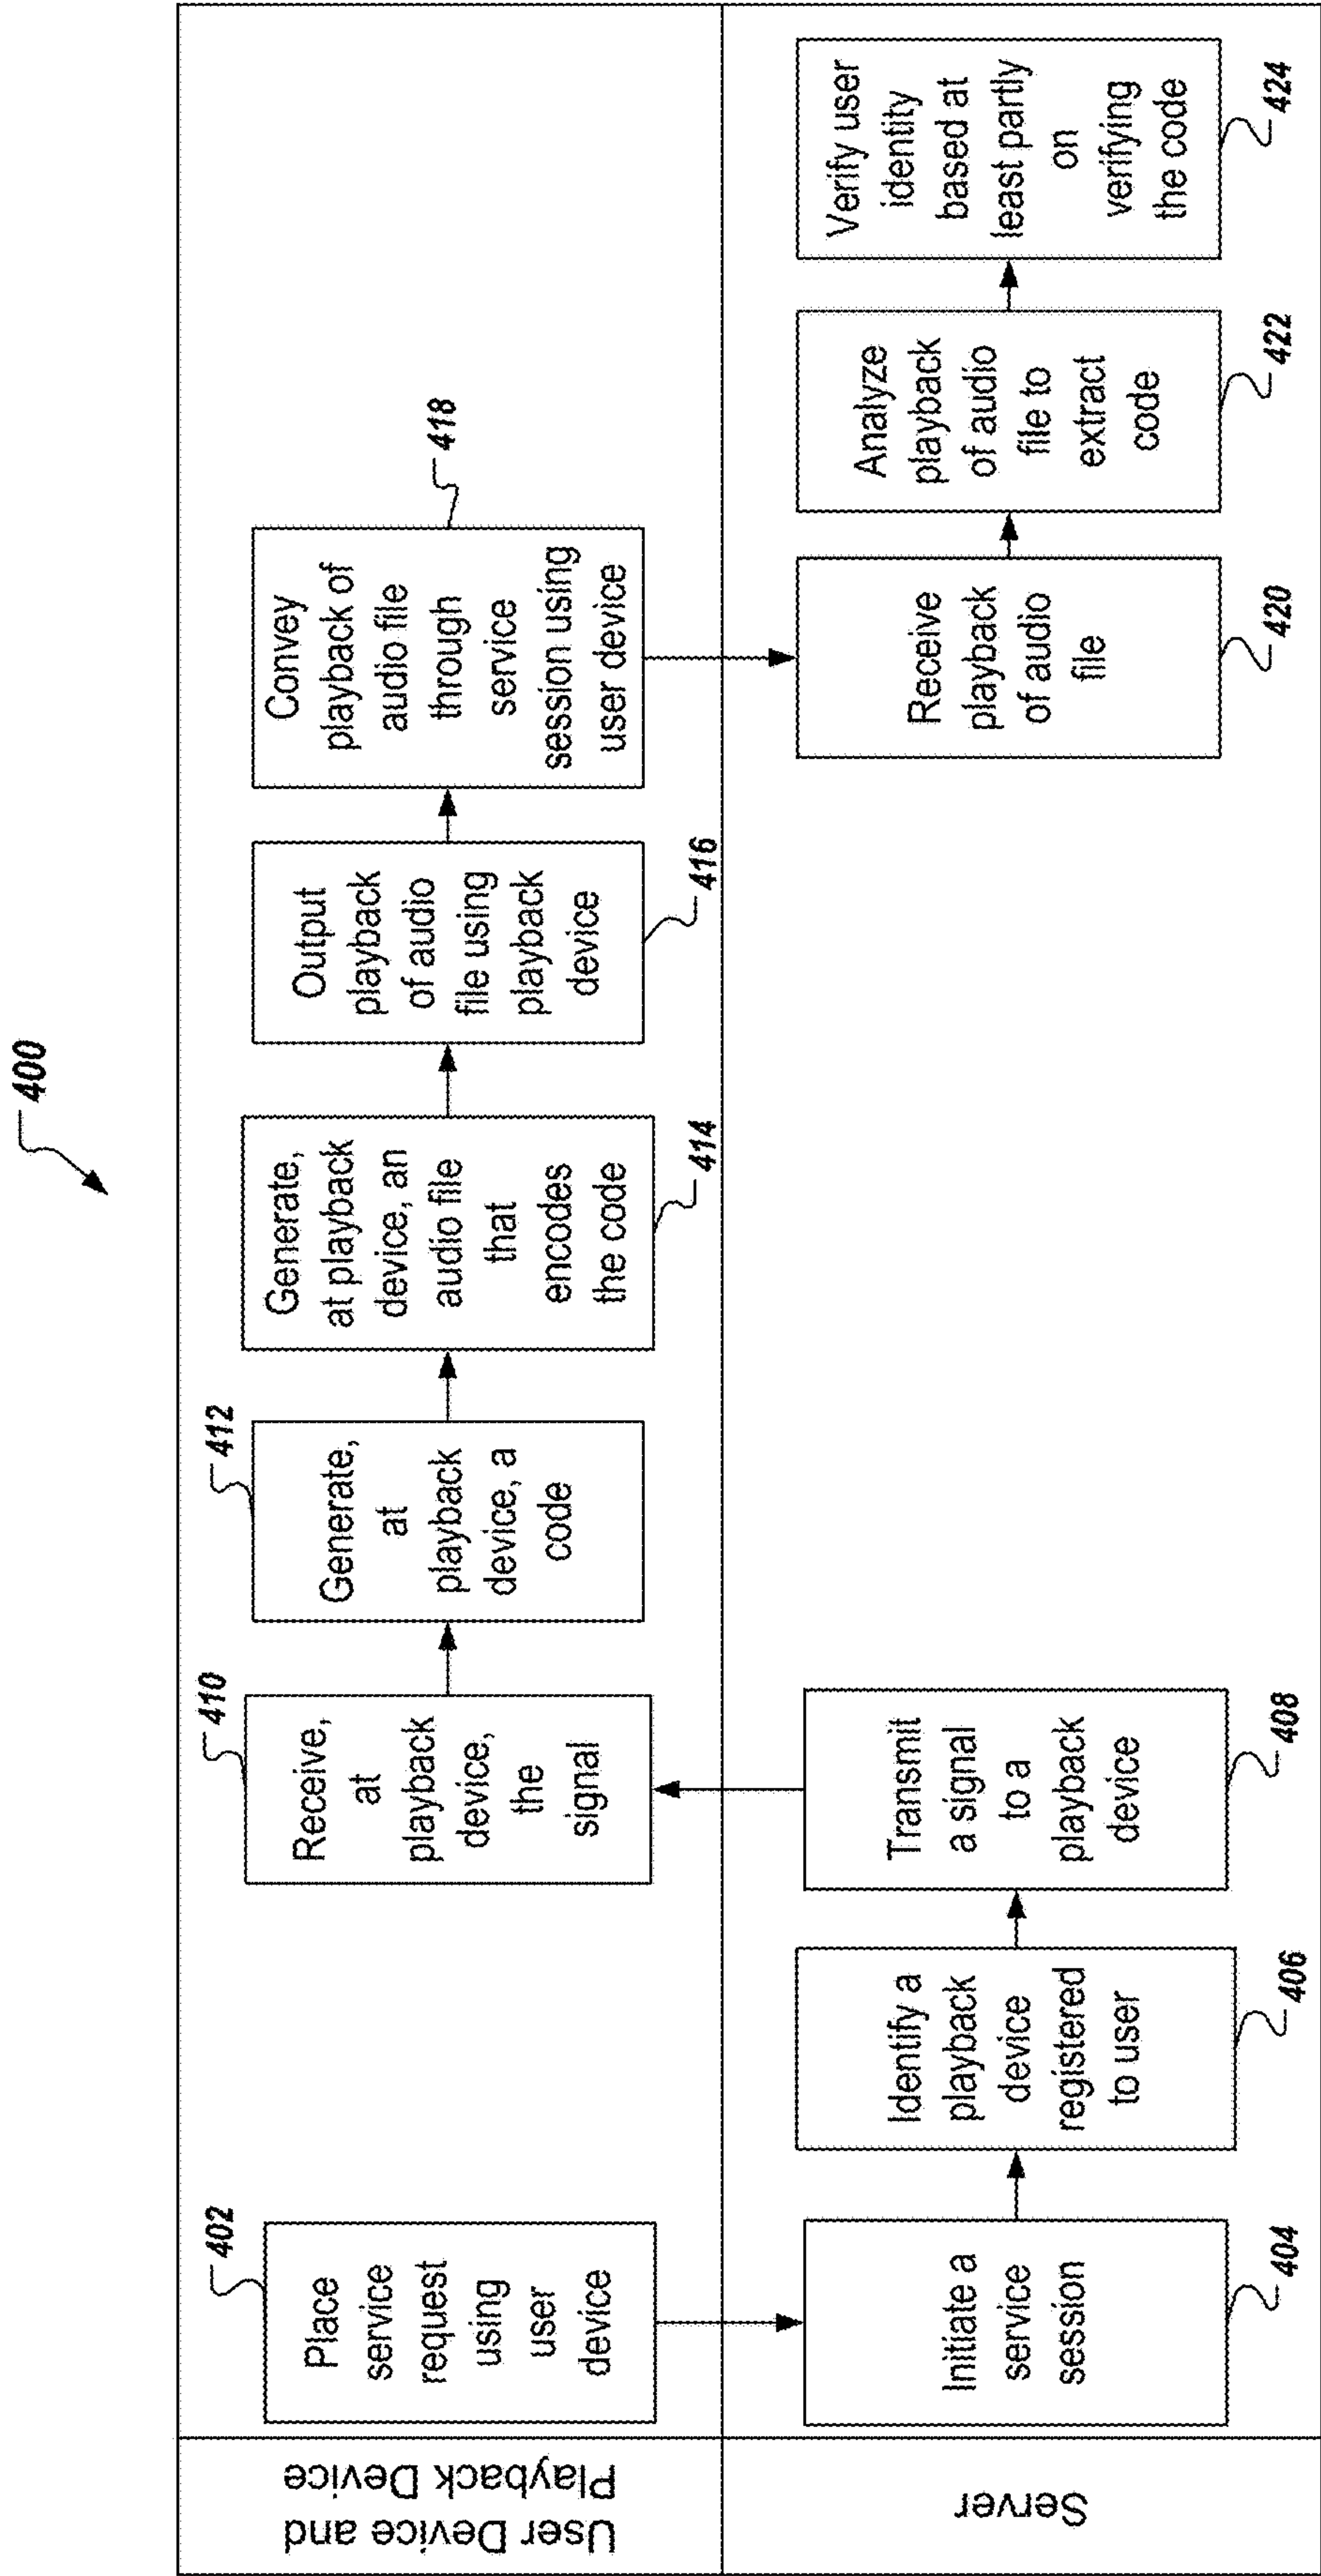 400
User Device and
Playback Device
402
Place
service
request
using
user
device
410
Receive,
at
playback
device,
the
signal
412
Generate,
at
playback
device, a
code
Generate,
at playback
device, an
audio file
that
encodes
the code
414
Output
playback
of audio
file using
playback
device
416
Convey
playback of
audio file
through
service
session using
user device
418
Server
Initiate a
service
session
404
Identify a
playback
device
registered
to user
406
Transmit
a signal
to a
playback
device
408
Receive
playback
of audio
file
420
Analyze
playback
of audio
file to
extract
code
422
Verify user
identity
based at
least partly
on
verifying
the code
424